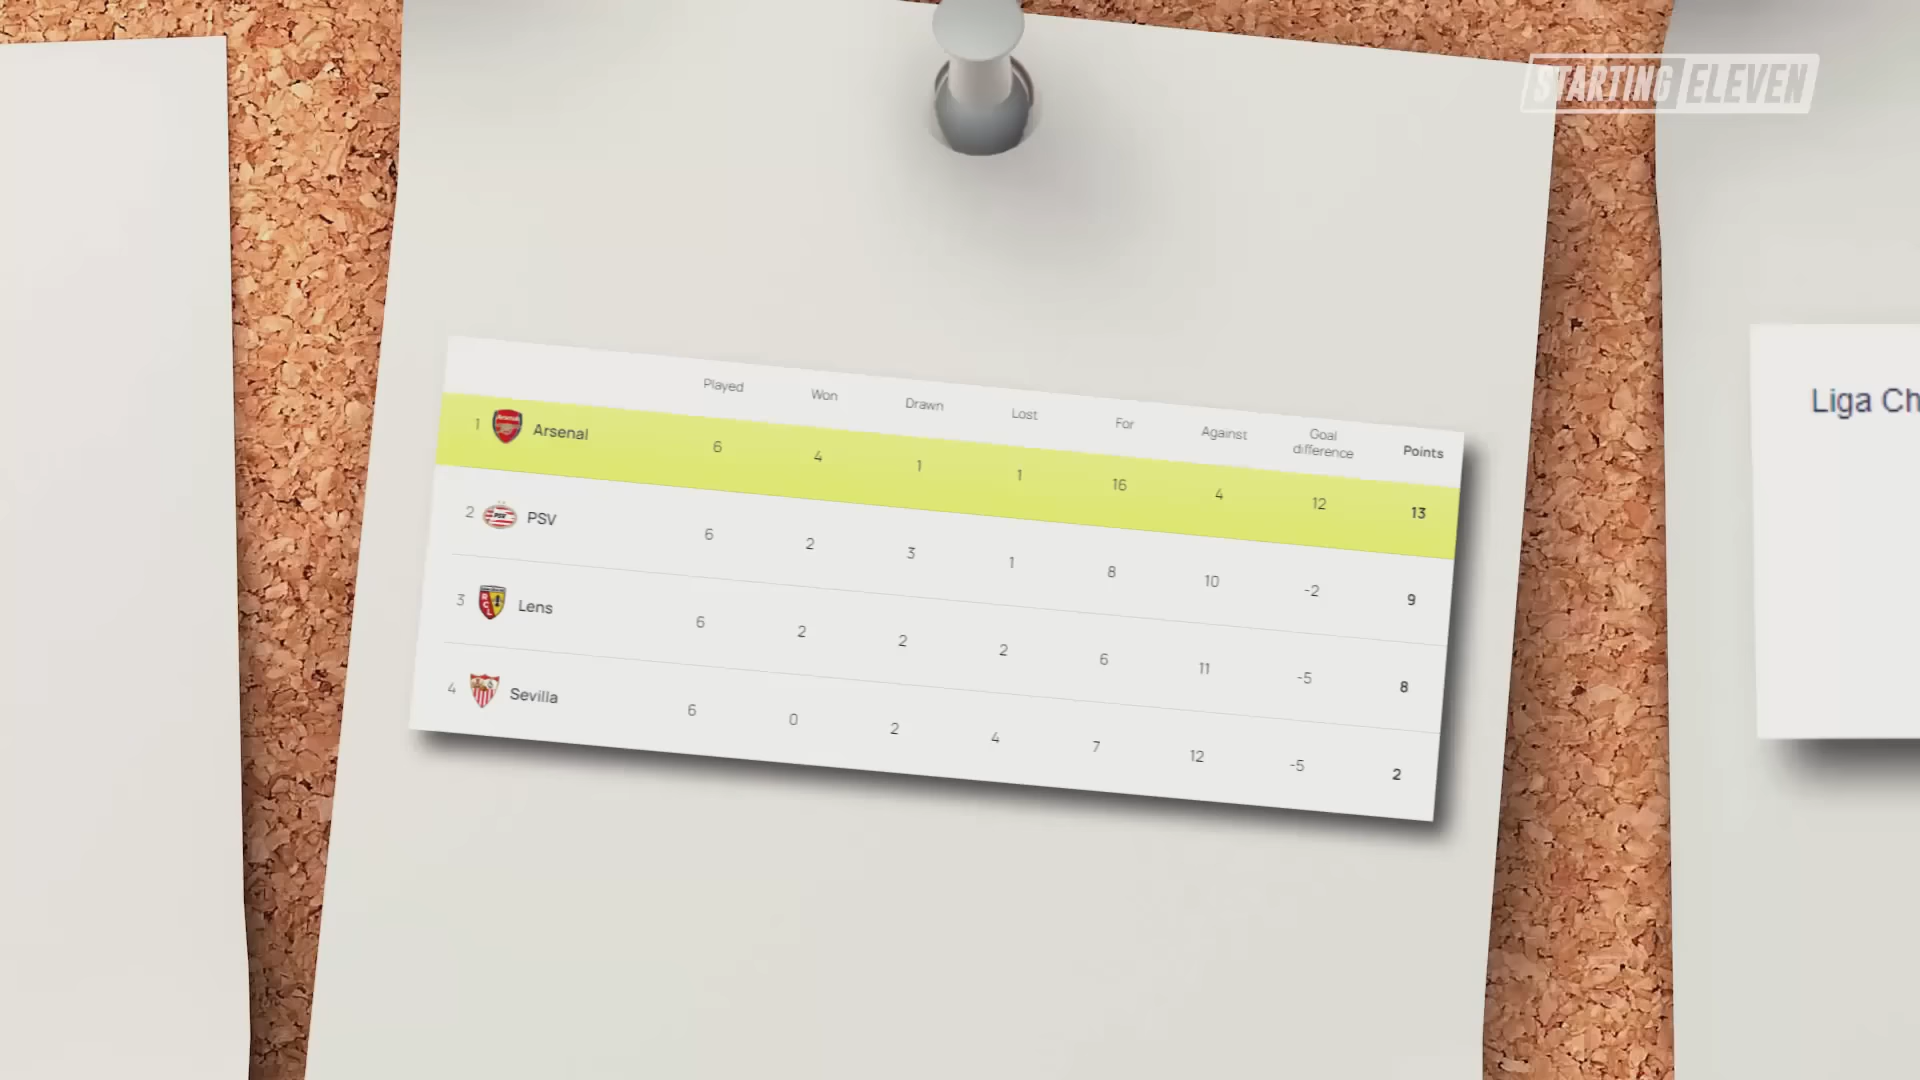 STARTING ELEVEN
Played Won Drawn Lost For Against Goal difference Points
1 Arsenal 6 4 1 1 16 4 12 13
2 PSV 6 2 3 1 8 10 -2 9
3 Lens 6 2 2 2 6 11 -5 8
4 Sevilla 6 0 2 4 7 12 -5 2
Liga Ch